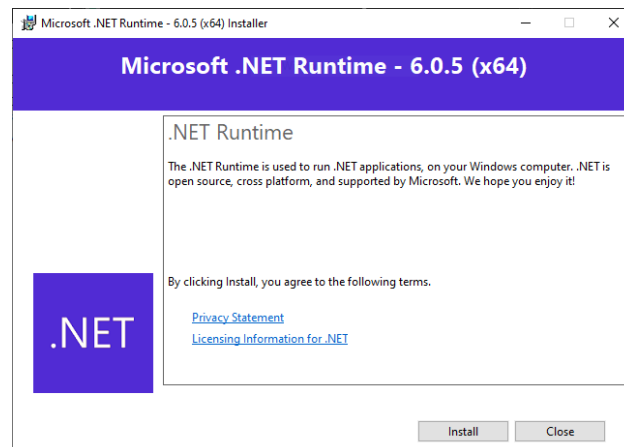 Microsoft .NET Runtime - 6.0.5 (x64) Installer
Microsoft .NET Runtime - 6.0.5 (x64)
.NET Runtime
The .NET Runtime is used to run .NET applications, on your Windows computer. .NET is
open source, cross platform, and supported by Microsoft. We hope you enjoy it!
By clicking Install, you agree to the following terms.
Privacy Statement
Licensing Information for .NET
.NET
Install
Close